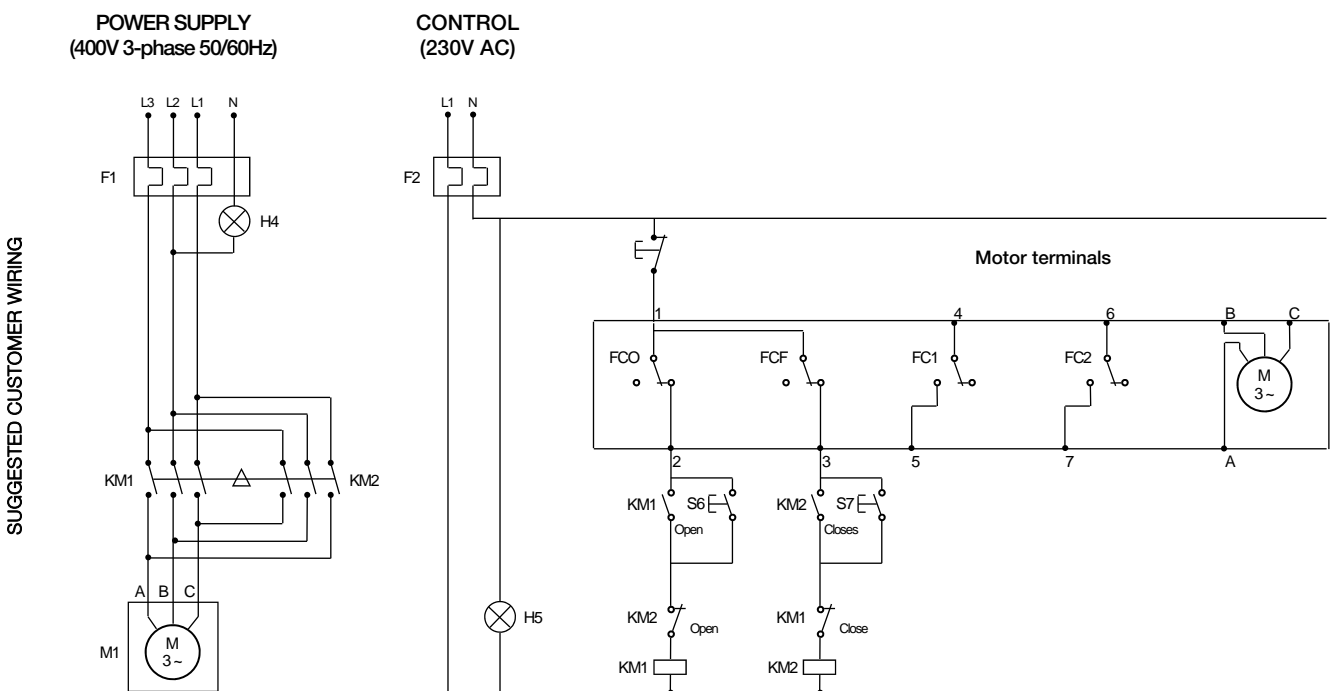 POWER SUPPLY
(400V 3-phase 50/60Hz)
CONTROL
(230V AC)
L3 L2 L1 N
L1 N
F1
F2
H4
SUGGESTED CUSTOMER WIRING
Motor terminals
1 4 6 B C
FCO FCF FC1 FC2
M
3~
2 3 5 7 A
KM1 KM2
KM1 S6 KM2 S7
Open Closes
A B C
H5
KM2 KM1
Open Close
M1
M
3~
KM1 KM2